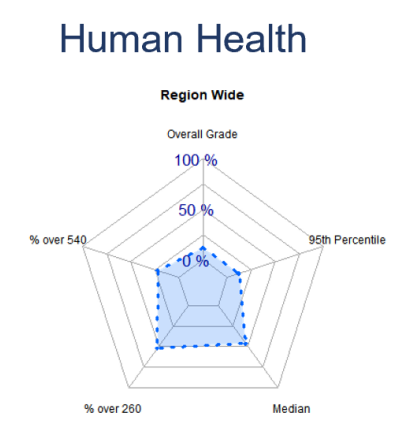 Human Health
Region Wide
Overall Grade
100 %
50 %
% over 540
95th Percentile
0 %
% over 260
Median